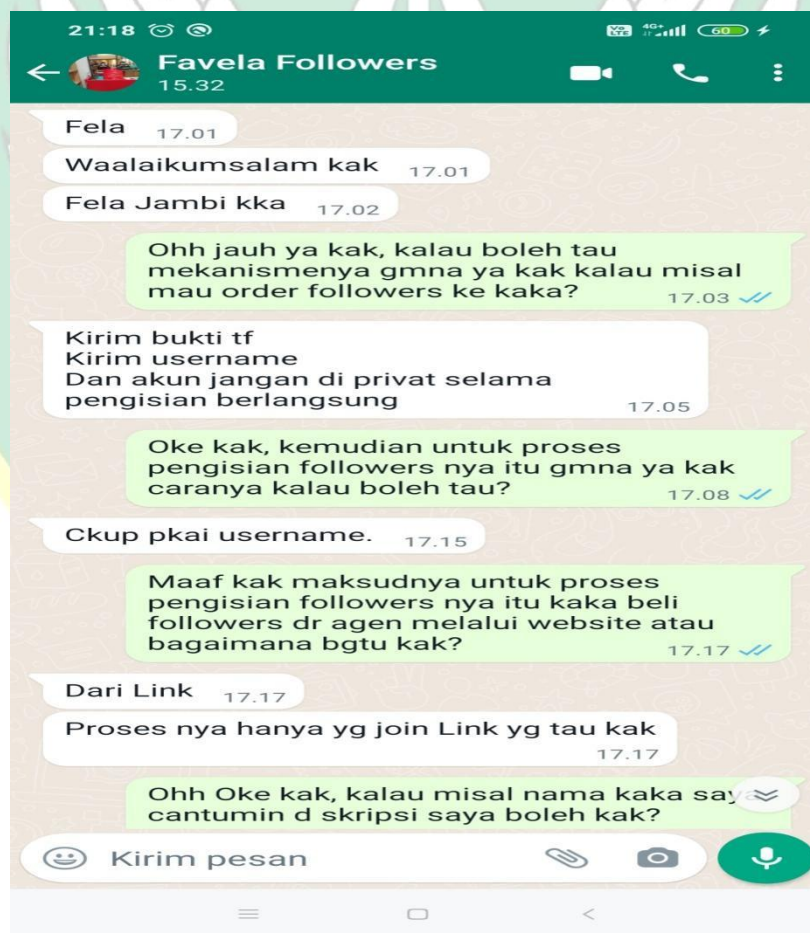 21:18
Vo LTE 4G+ 60
Favela Followers
15.32
Fela 17.01
Waalaikumsalam kak 17.01
Fela Jambi kka 17.02
Ohh jauh ya kak, kalau boleh tau
mekanismenya gmna ya kak kalau misal
mau order followers ke kaka? 17.03
Kirim bukti tf
Kirim username
Dan akun jangan di privat selama
pengisian berlangsung 17.05
Oke kak, kemudian untuk proses
pengisian followers nya itu gmna ya kak
caranya kalau boleh tau? 17.08
Ckup pkai username. 17.15
Maaf kak maksudnya untuk proses
pengisian followers nya itu kaka beli
followers dr agen melalui website atau
bagaimana bgtu kak? 17.17
Dari Link 17.17
Proses nya hanya yg join Link yg tau kak
17.17
Ohh Oke kak, kalau misal nama kaka saya
cantumin d skripsi saya boleh kak?
Kirim pesan